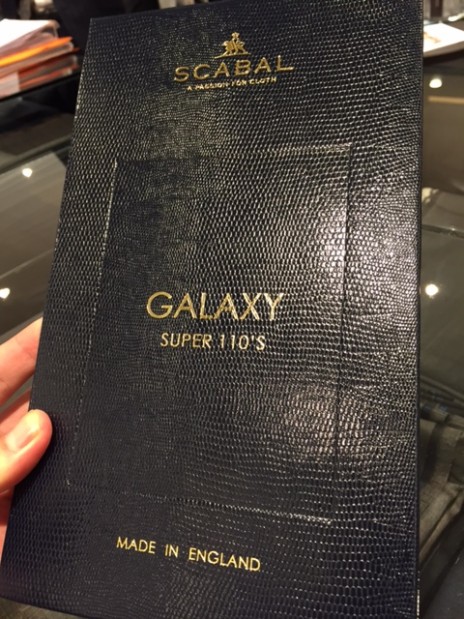 SCABAL
A PASSION FOR CLOTH
GALAXY
SUPER 110'S
MADE IN ENGLAND